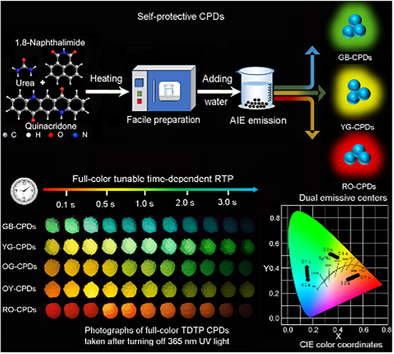 Self-protective CPDs
1.8-Naphthalimide
Urea
Quinacridone
C H O N
Heating
Facile preparation
Adding
water
AIE emission
GB-CPDs
YG-CPDs
RO-CPDs
Full-color tunable time-dependent RTP
0.1 s 0.5 s 1.0 s 2.0 s 3.0 s
GB-CPDs
YG-CPDs
OG-CPDs
OY-CPDs
RO-CPDs
Photographs of full-color TDTP CPDs
taken after turning off 365 nm UV light
Dual emissive centers
0.8
0.6
Y0.4
0.2
0.0
0.0 0.2 0.4 0.6 0.8
X
CIE color coordinates